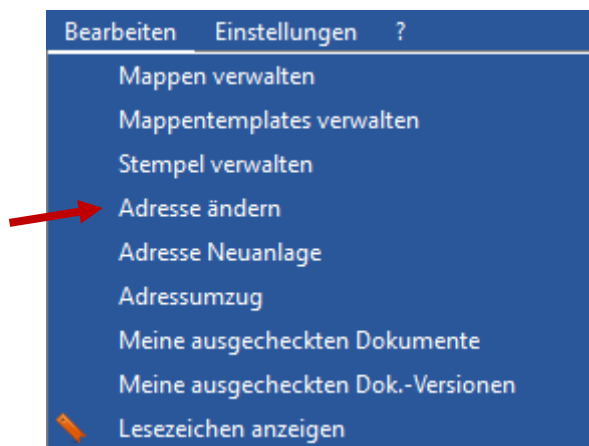 Bearbeiten Einstellungen ?
Mappen verwalten
Mappentemplates verwalten
Stempel verwalten
Adresse ändern
Adresse Neuanlage
Adressumzug
Meine ausgecheckten Dokumente
Meine ausgecheckten Dok.-Versionen
Lesezeichen anzeigen